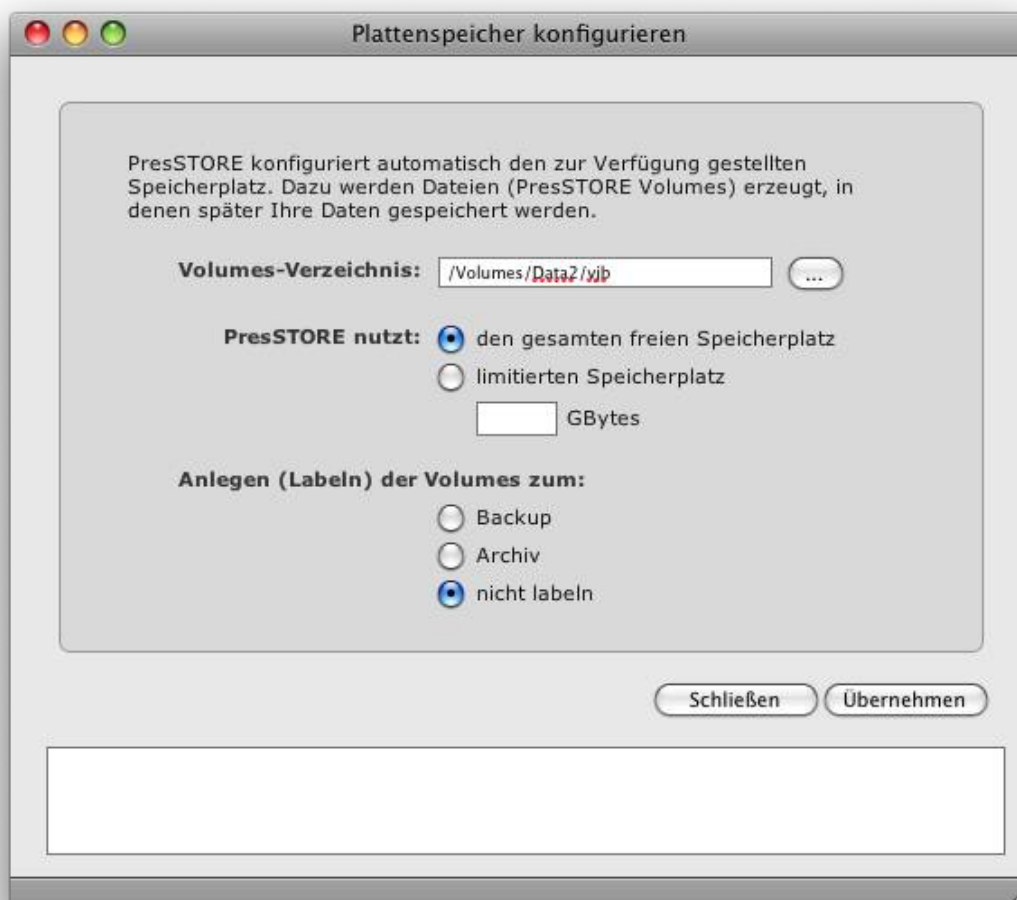 Plattenspeicher konfigurieren
PresSTORE konfiguriert automatisch den zur Verfügung gestellten
Speicherplatz. Dazu werden Dateien (PresSTORE Volumes) erzeugt, in
denen später Ihre Daten gespeichert werden.
Volumes-Verzeichnis: /Volumes/Data2/yjb ...
PresSTORE nutzt: den gesamten freien Speicherplatz
limitierten Speicherplatz
GBytes
Anlegen (Labeln) der Volumes zum:
Backup
Archiv
nicht labeln
Schließen Übernehmen